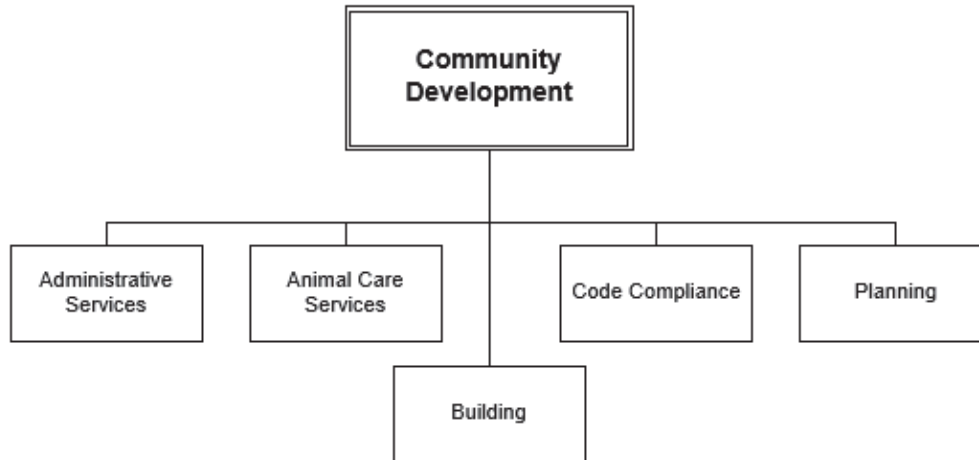 Community
Development
Administrative
Services
Animal Care
Services
Code Compliance
Planning
Building